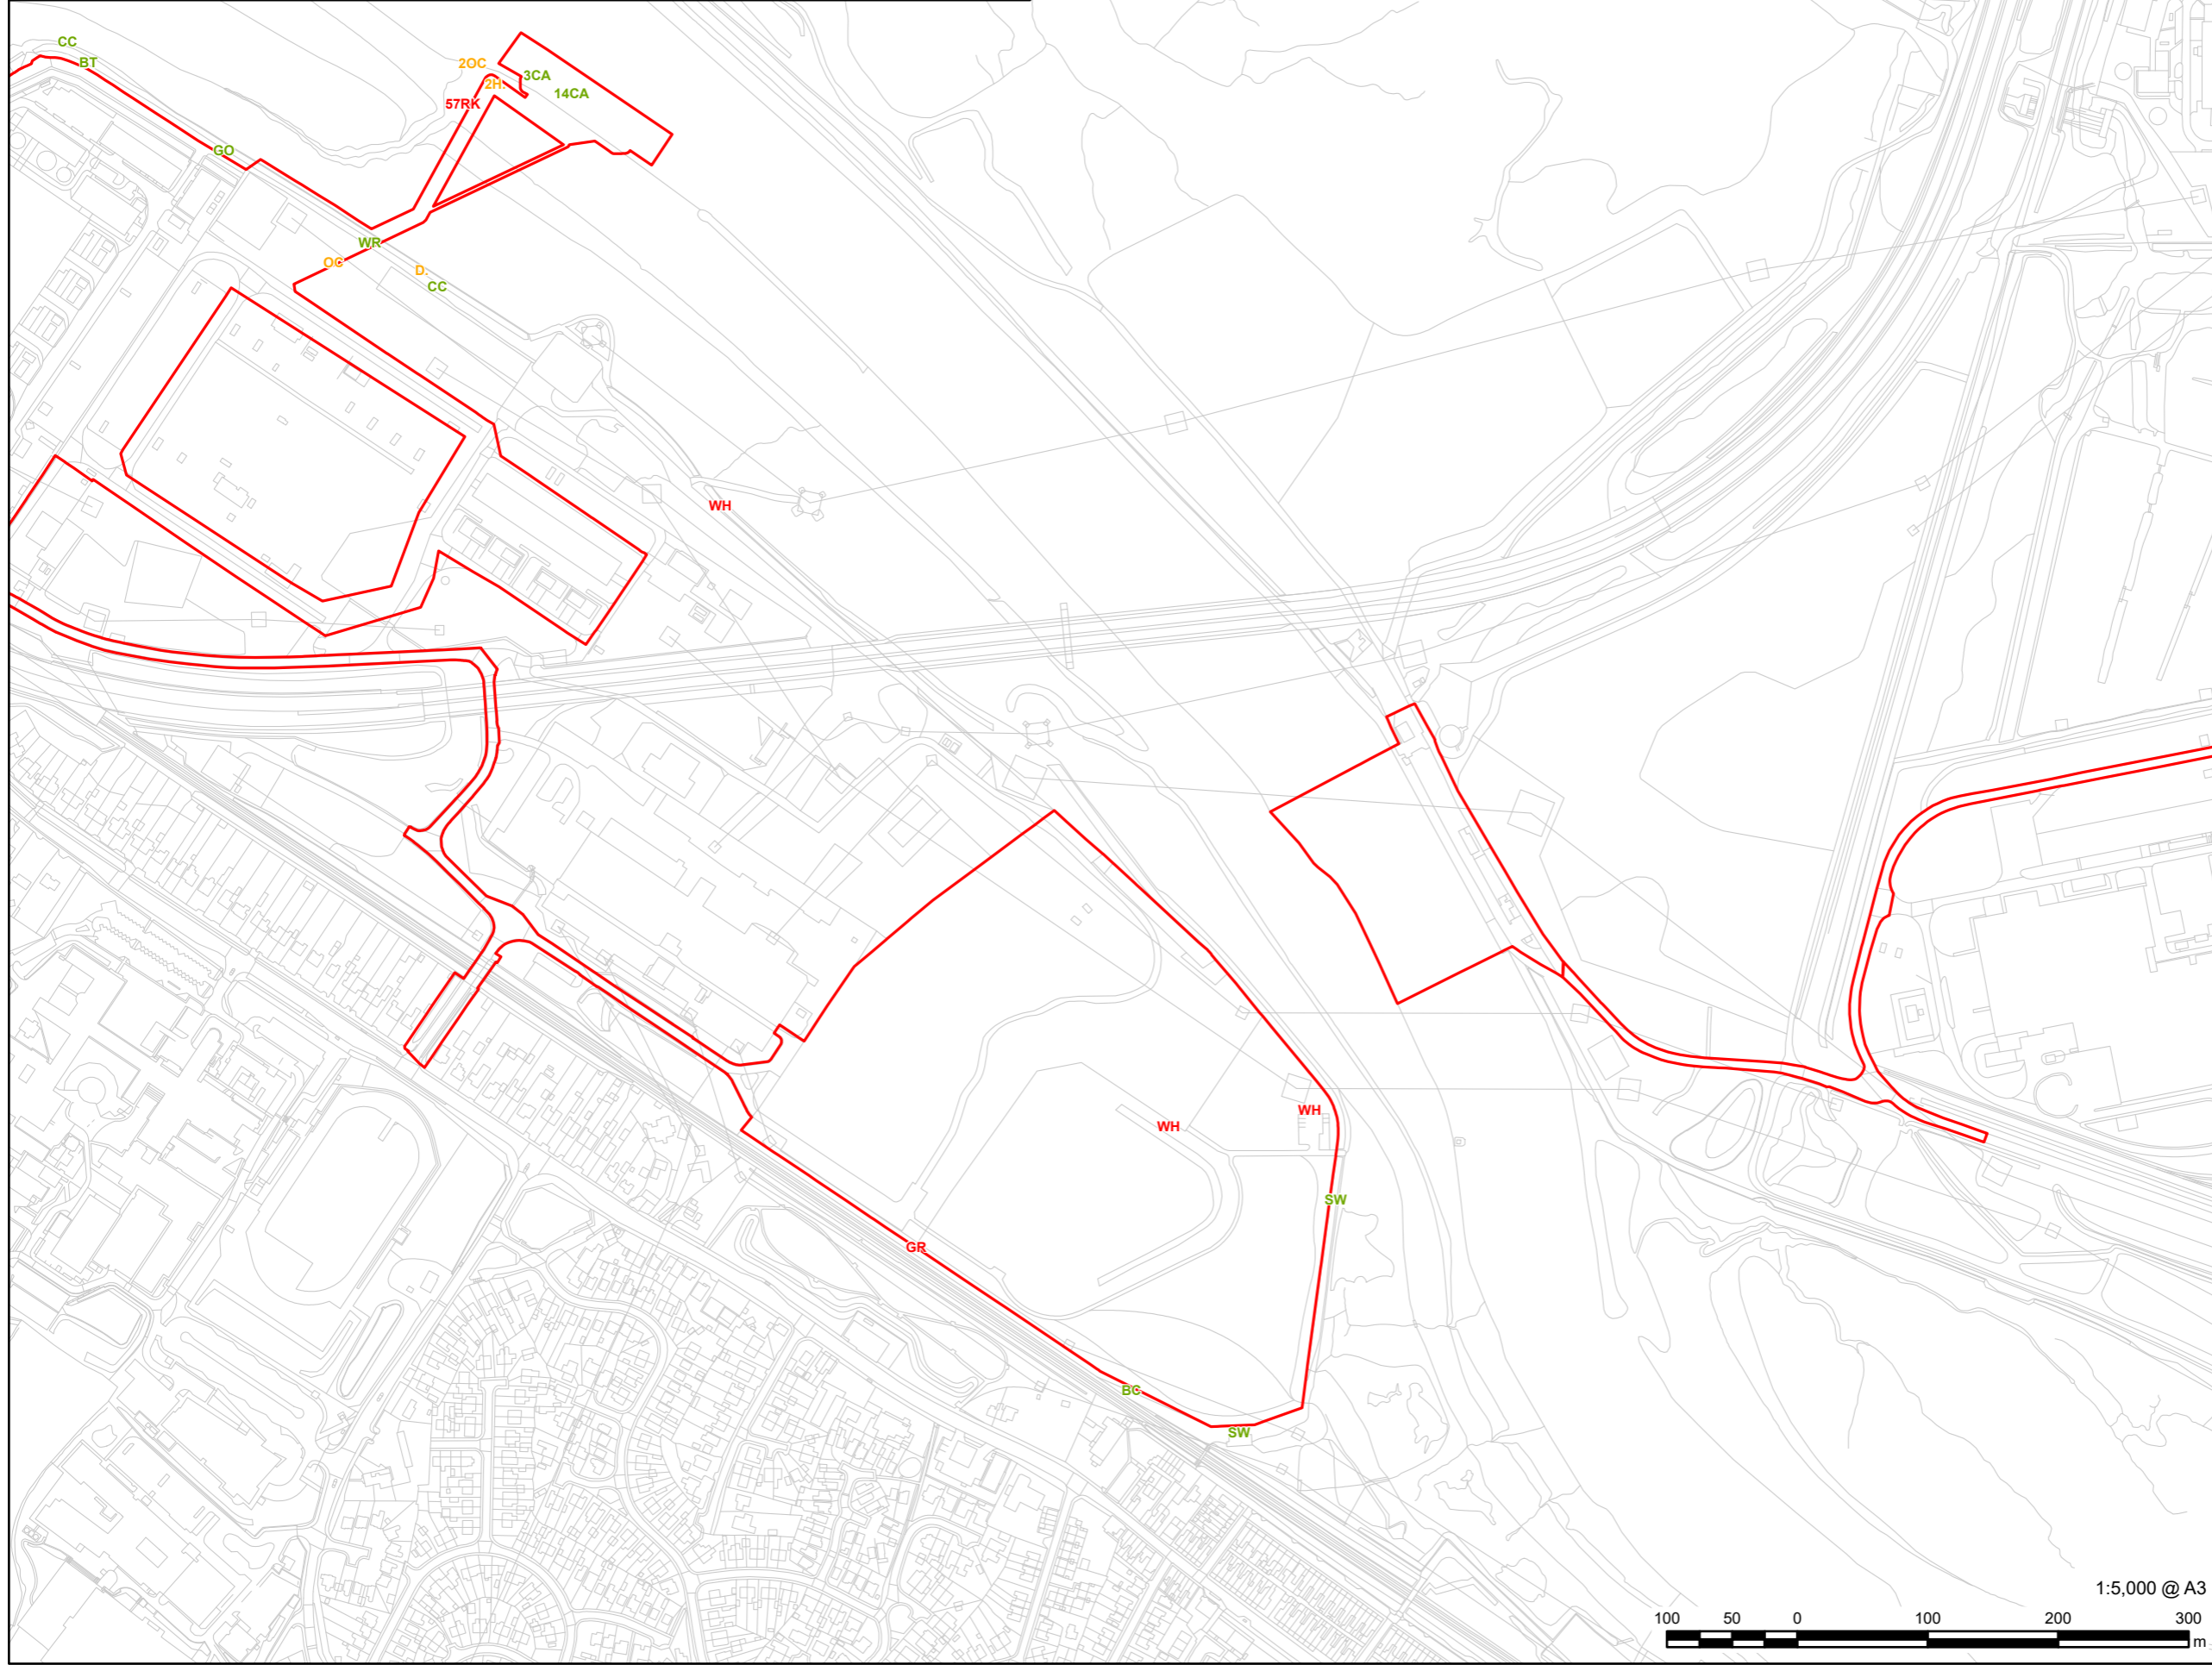 CC
BT
2OC
3CA
2H.
14CA
57RK
GO
WR
OC
D.
CC
WH
WH
WH
SW
GR
BC
SW
1:5,000 @ A3
100 50 0 100 200 300
m